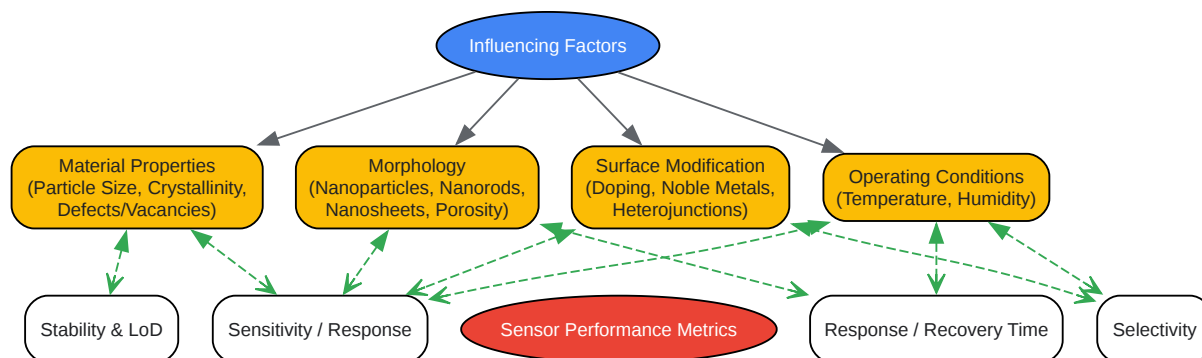 Influencing Factors
Material Properties
(Particle Size, Crystallinity,
Defects/Vacancies)
Morphology
(Nanoparticles, Nanorods,
Nanosheets, Porosity)
Surface Modification
(Doping, Noble Metals,
Heterojunctions)
Operating Conditions
(Temperature, Humidity)
Stability & LoD
Sensitivity / Response
Sensor Performance Metrics
Response / Recovery Time
Selectivity